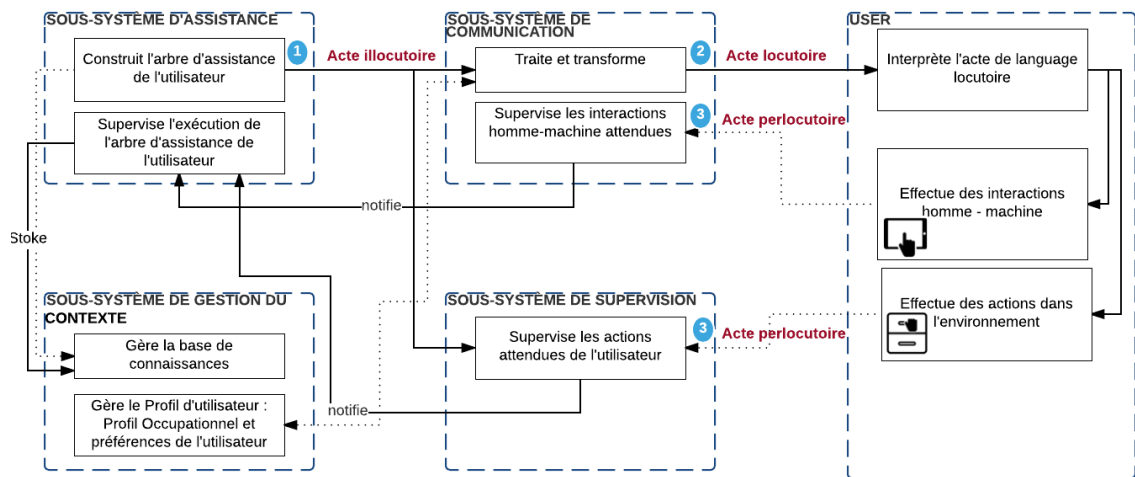 SOUS-SYSTÈME D'ASSISTANCE
Construit l'arbre d'assistance
de l'utilisateur
1
Supervise l'exécution de
l'arbre d'assistance de
l'utilisateur
Acte illocutoire
SOUS-SYSTÈME DE
COMMUNICATION
Traite et transforme
2
Supervise les interactions
homme-machine attendues
3
Acte locutoire
Acte perlocutoire
USER
Interprète l'acte de language
locutoire
Effectue des interactions
homme - machine
Effectue des actions dans
l'environnement
notifie
Stoke
SOUS-SYSTÈME DE GESTION DU
CONTEXTE
Gère la base de
connaissances
Gère le Profil d'utilisateur :
Profil Occupationnel et
préférences de l'utilisateur
SOUS-SYSTÈME DE SUPERVISION
Supervise les actions
attendues de l'utilisateur
3
Acte perlocutoire
notifie